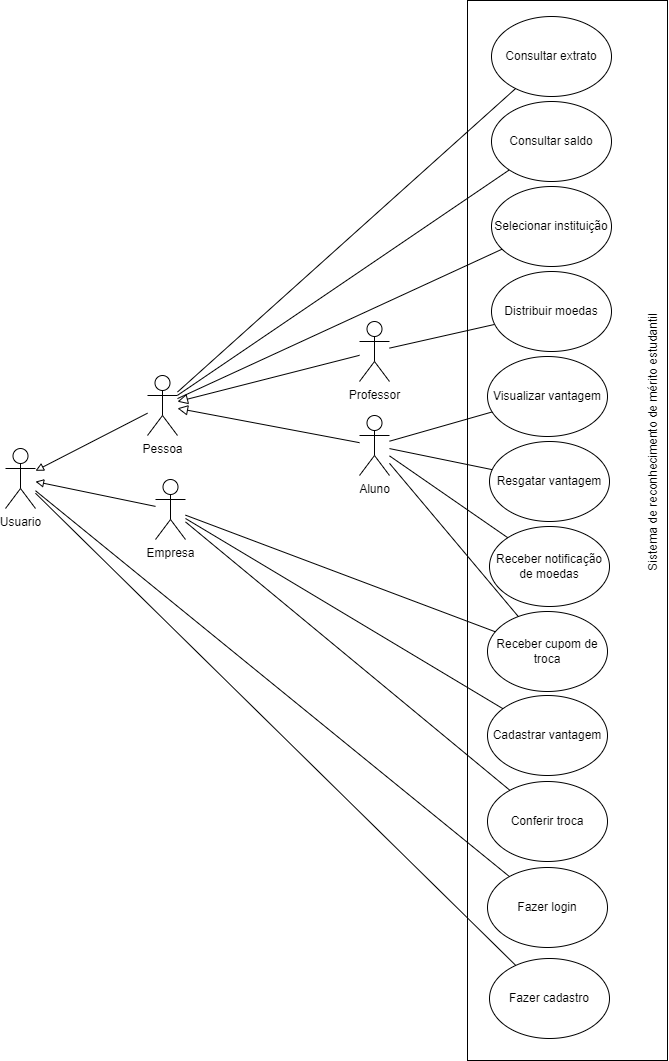 Consultar extrato
Consultar saldo
Selecionar instituição
Distribuir moedas
Professor
Visualizar vantagem
Pessoa
Aluno
Resgatar vantagem
Usuario
Empresa
Receber notificação
de moedas
Receber cupom de
troca
Cadastrar vantagem
Conferir troca
Fazer login
Fazer cadastro
Sistema de reconhecimento de mérito estudantil